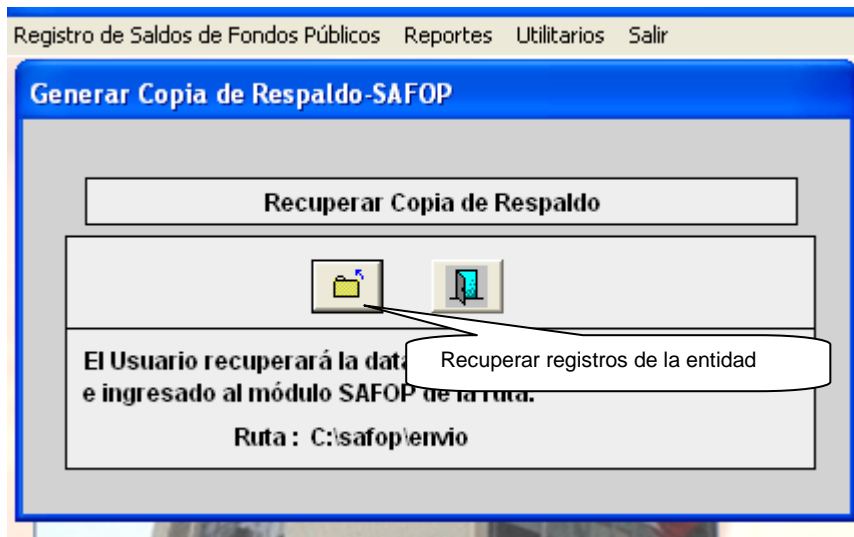 Registro de Saldos de Fondos Públicos Reportes Utilitarios Salir
Generar Copia de Respaldo-SAFOP
Recuperar Copia de Respaldo
Recuperar registros de la entidad
El Usuario recuperará la data
e ingresado al módulo SAFOP de la ruta.
Ruta : C:\safop\envio